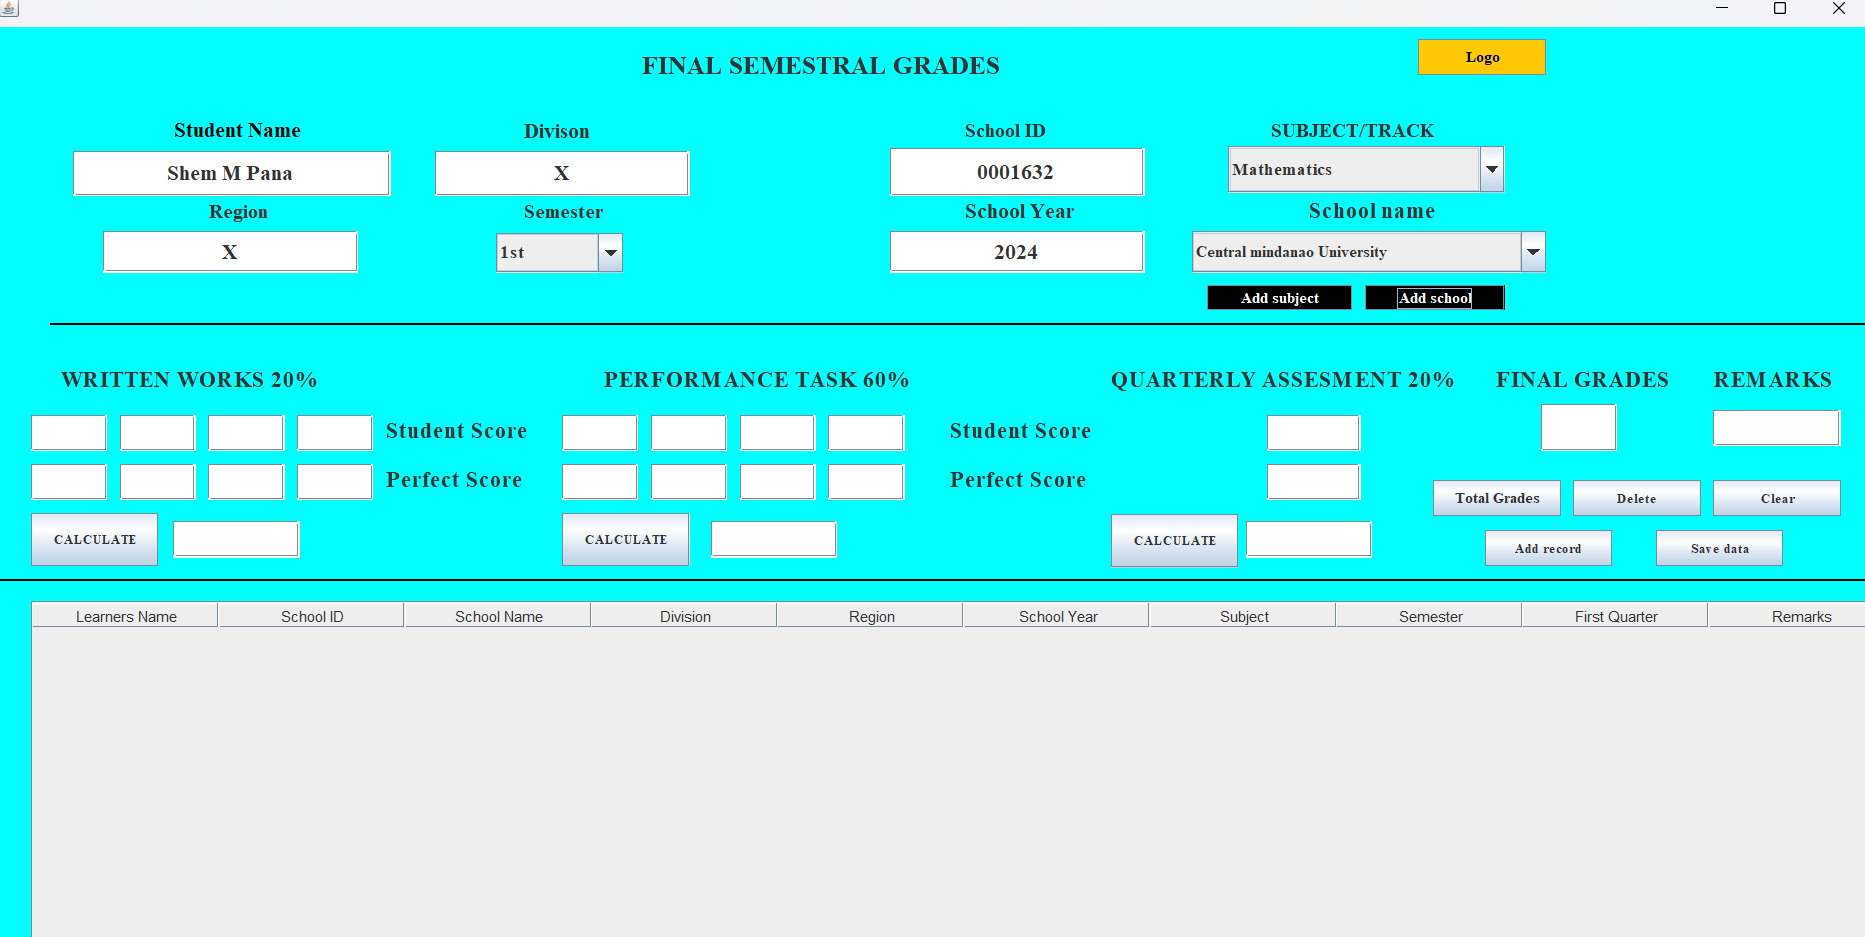 FINAL SEMESTRAL GRADES
Logo
Student Name
Divison
School ID
SUBJECT/TRACK
Shem M Pana
X
0001632
Mathematics
Region
Semester
School Year
School name
X
1st
2024
Central mindanao University
Add subject
Add school
WRITTEN WORKS 20%
PERFORMANCE TASK 60%
QUARTERLY ASSESMENT 20%
FINAL GRADES
REMARKS
Student Score
Student Score
Perfect Score
Perfect Score
Total Grades
Delete
Clear
CALCULATE
CALCULATE
CALCULATE
Add record
Save data
Learners Name
School ID
School Name
Division
Region
School Year
Subject
Semester
First Quarter
Remarks